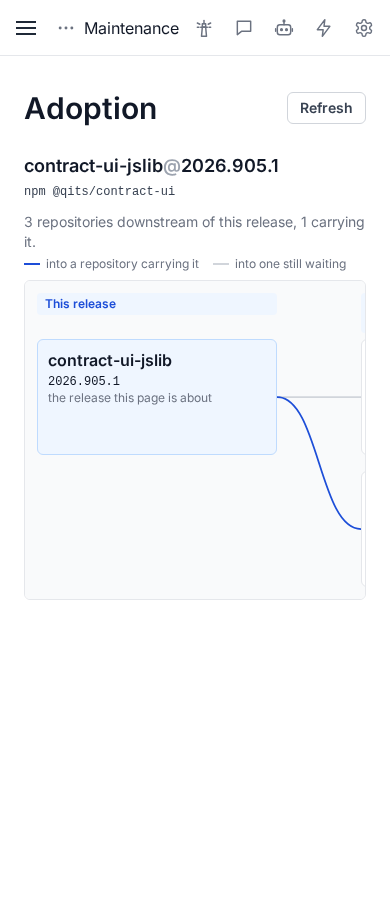 Maintenance
Adoption
Refresh
contract-ui-jslib@2026.905.1
npm @qits/contract-ui
3 repositories downstream of this release, 1 carrying
it.
into a repository carrying it
into one still waiting
This release
contract-ui-jslib
2026.905.1
the release this page is about